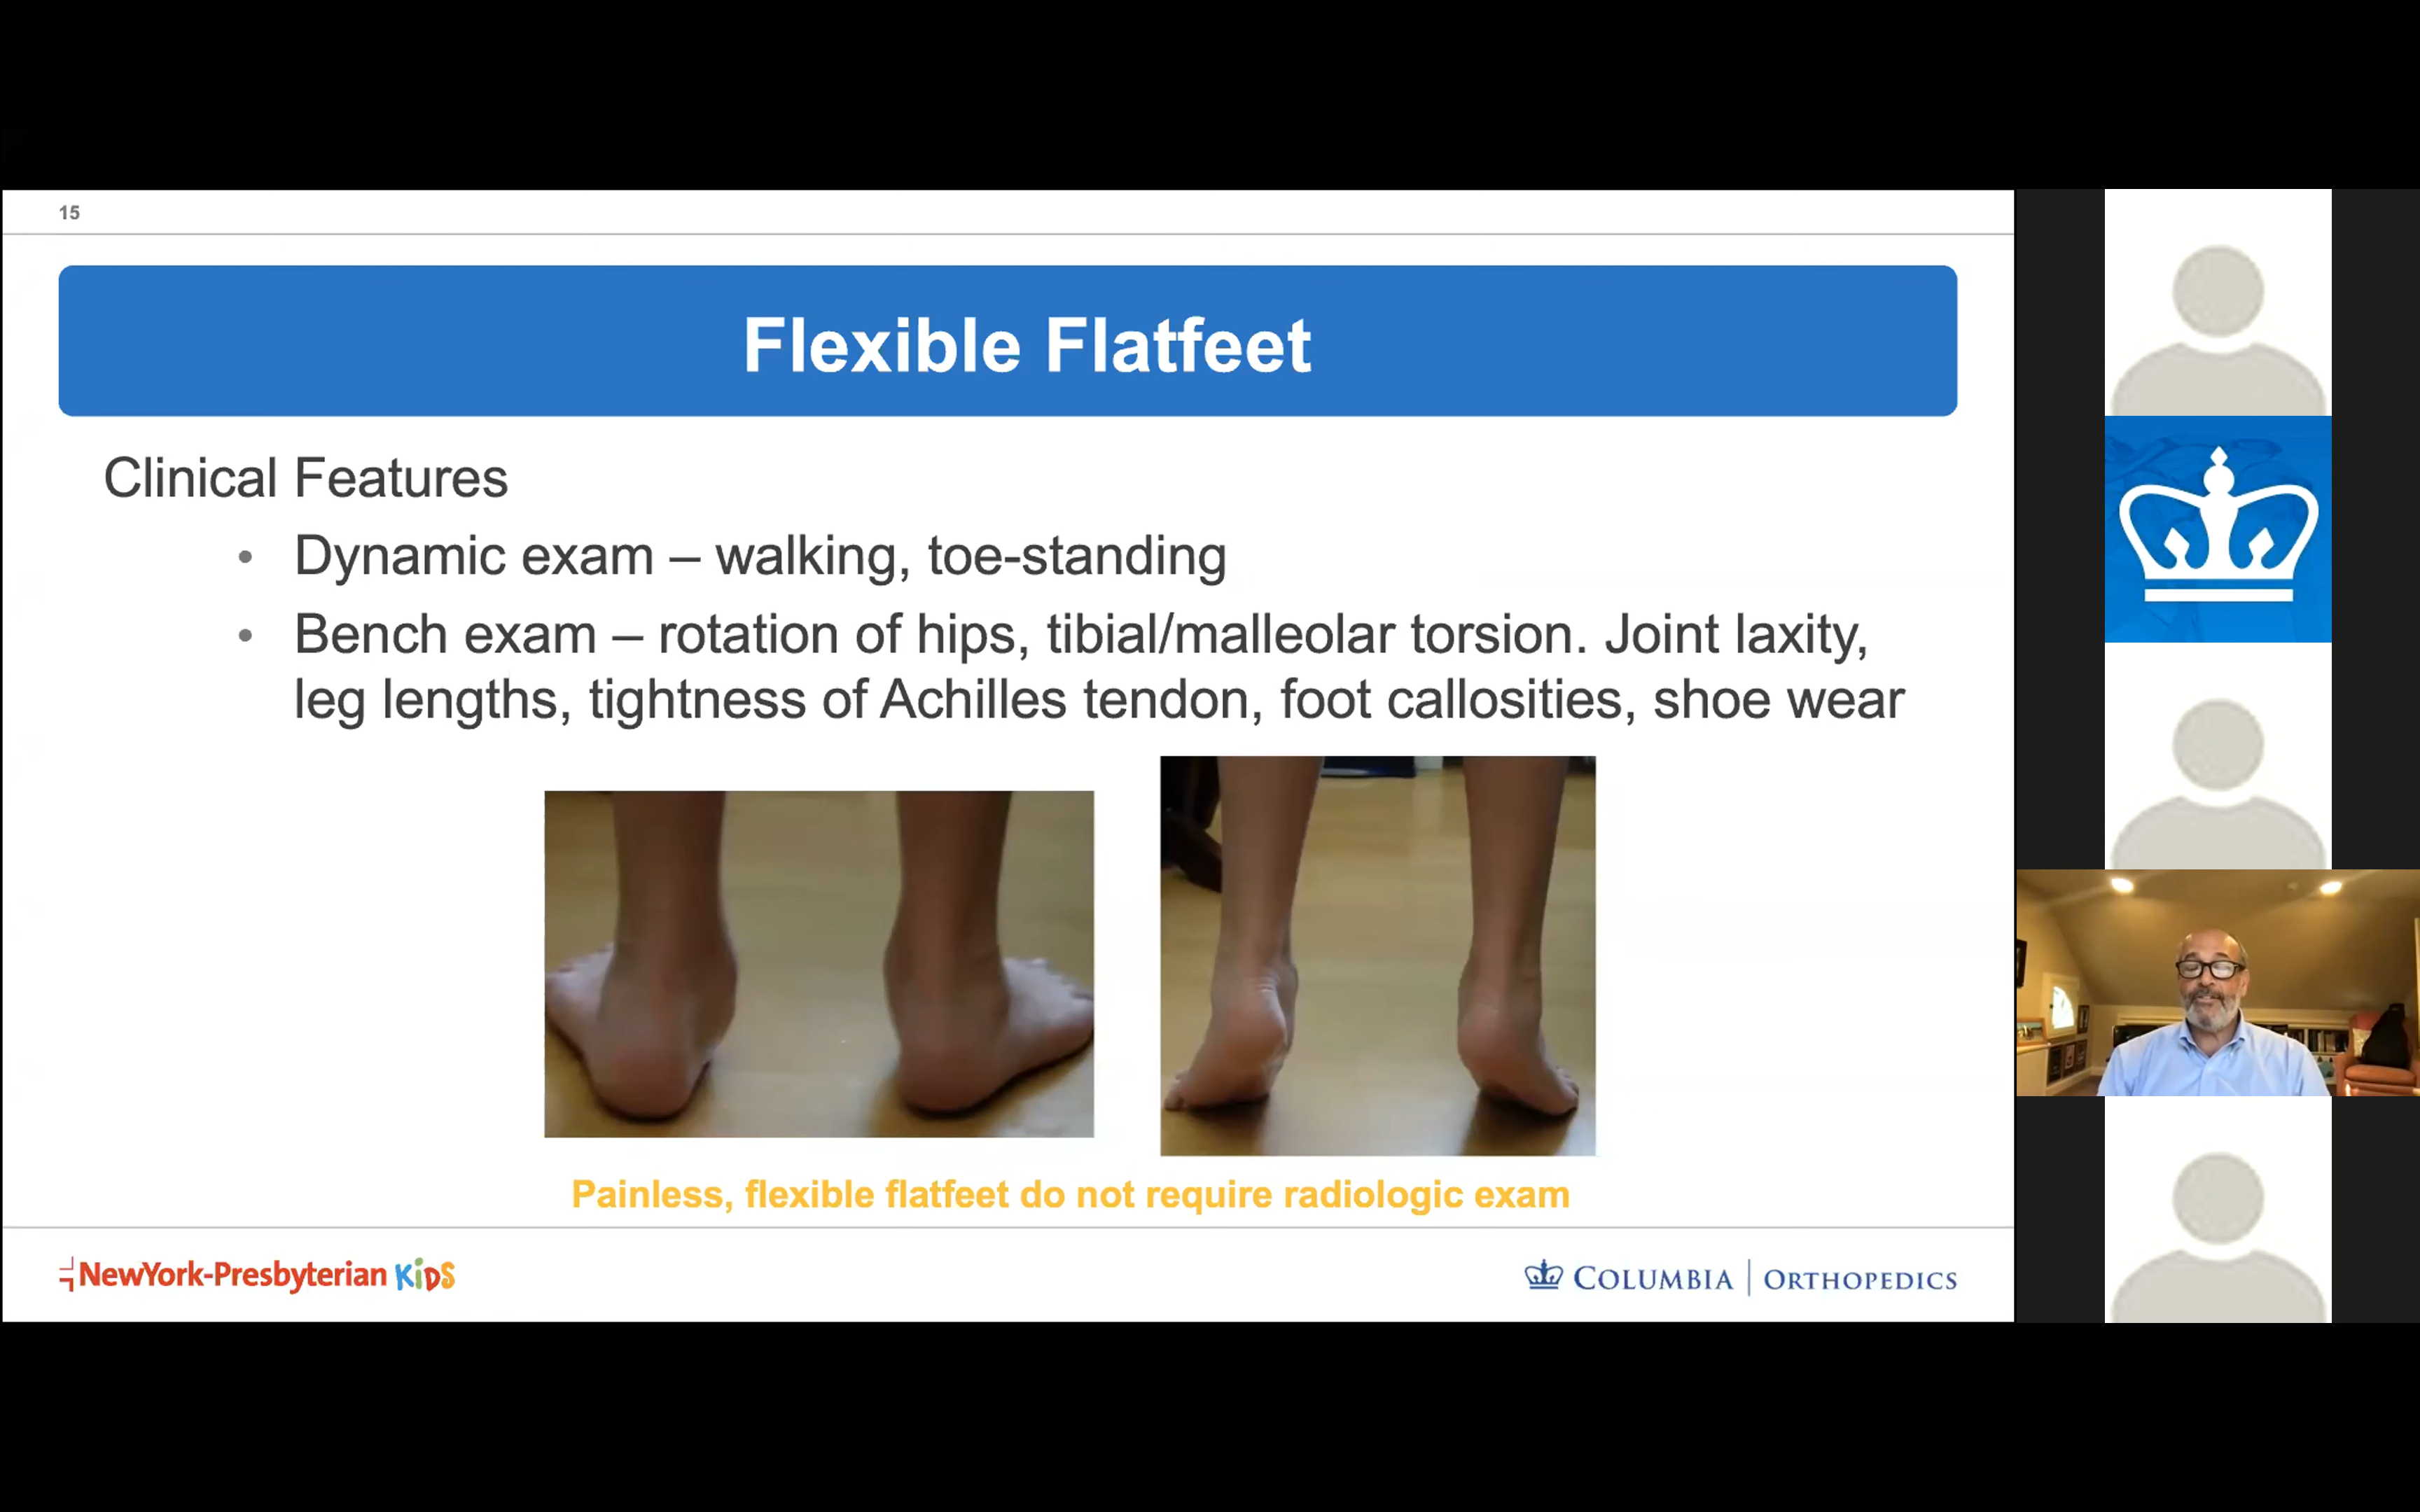 15
Flexible Flatfeet
Clinical Features
• Dynamic exam – walking, toe-standing
• Bench exam – rotation of hips, tibial/malleolar torsion. Joint laxity,
leg lengths, tightness of Achilles tendon, foot callosities, shoe wear
Painless, flexible flatfeet do not require radiologic exam
NewYork-Presbyterian KiDS
COLUMBIA | ORTHOPEDICS